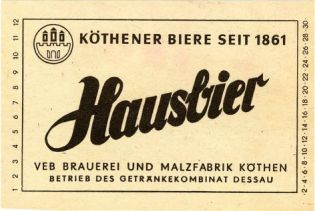 KÖTHENER BIERE SEIT 1861
Hausbier
VEB BRAUEREI UND MALZFABRIK KÖTHEN
BETRIEB DES GETRÄNKEKOMBINAT DESSAU
1 2 3 4 5 6 7 8 9 10 11 12
2 4 6 8 10 12 14 16 18 20 22 24 26 28 30